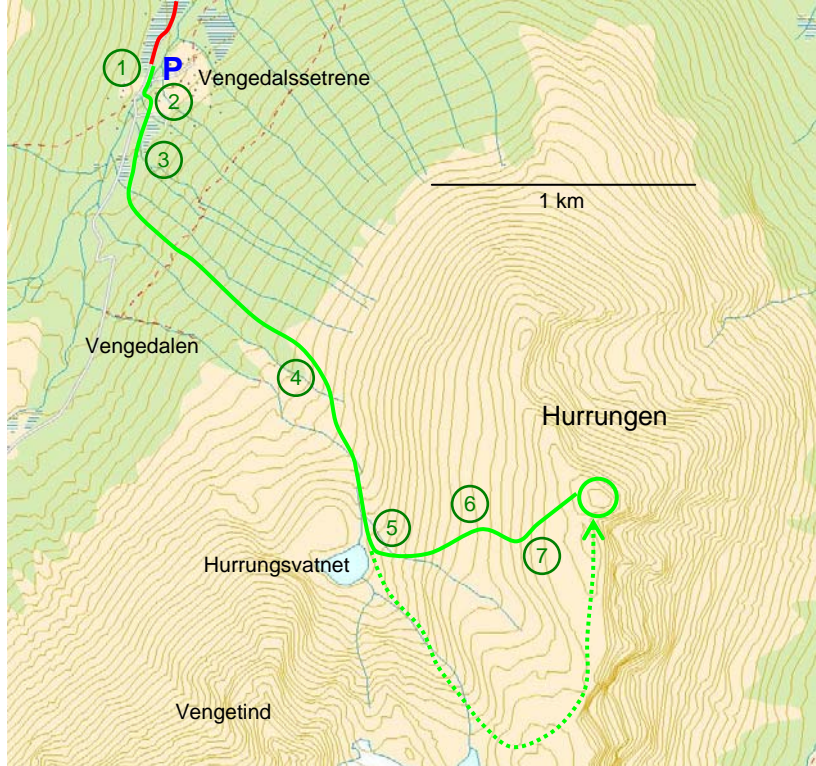 1
P
Vengedalssetrene
2
3
1 km
Vengedalen
4
Hurrungen
6
5
7
Hurrungsvatnet
Vengetind